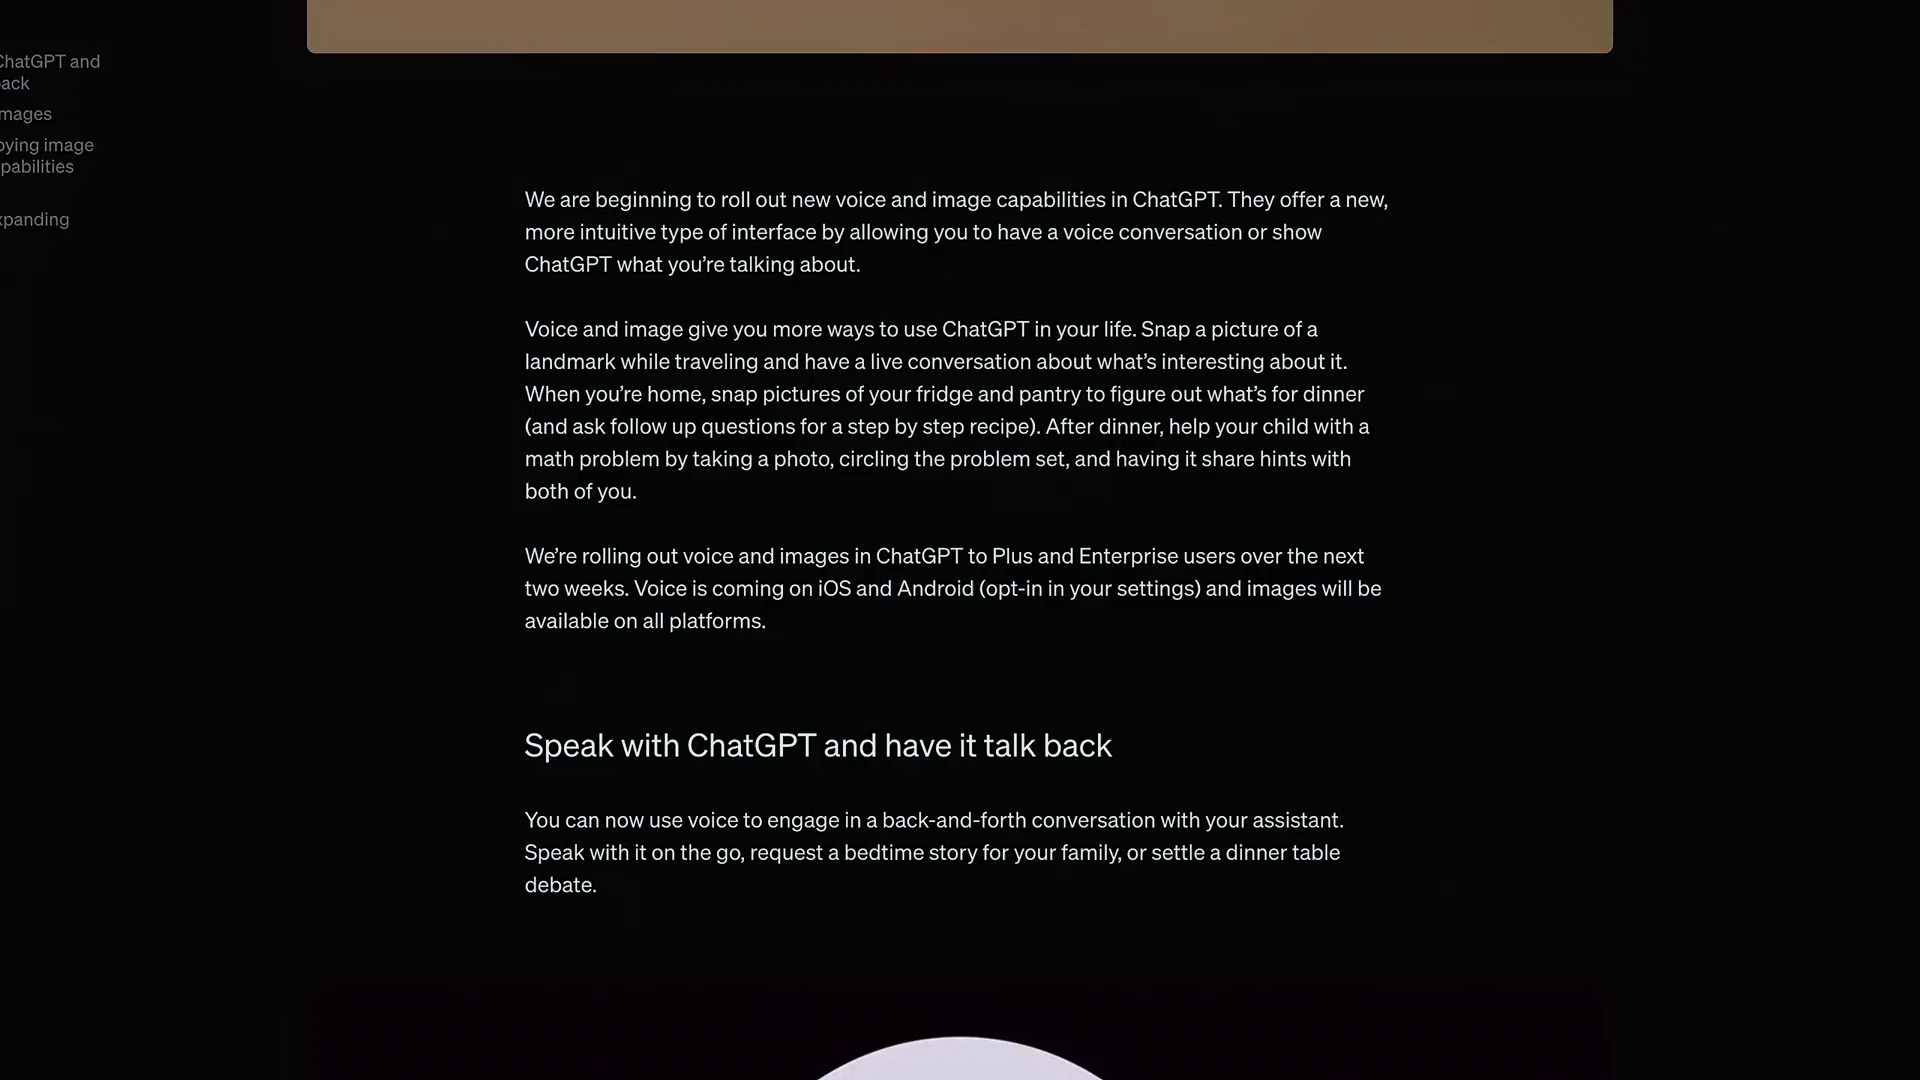 ChatGPT and
back
images
oying image
pabilities
xpanding
We are beginning to roll out new voice and image capabilities in ChatGPT. They offer a new,
more intuitive type of interface by allowing you to have a voice conversation or show
ChatGPT what you’re talking about.
Voice and image give you more ways to use ChatGPT in your life. Snap a picture of a
landmark while traveling and have a live conversation about what’s interesting about it.
When you’re home, snap pictures of your fridge and pantry to figure out what’s for dinner
(and ask follow up questions for a step by step recipe). After dinner, help your child with a
math problem by taking a photo, circling the problem set, and having it share hints with
both of you.
We’re rolling out voice and images in ChatGPT to Plus and Enterprise users over the next
two weeks. Voice is coming on iOS and Android (opt-in in your settings) and images will be
available on all platforms.
Speak with ChatGPT and have it talk back
You can now use voice to engage in a back-and-forth conversation with your assistant.
Speak with it on the go, request a bedtime story for your family, or settle a dinner table
debate.